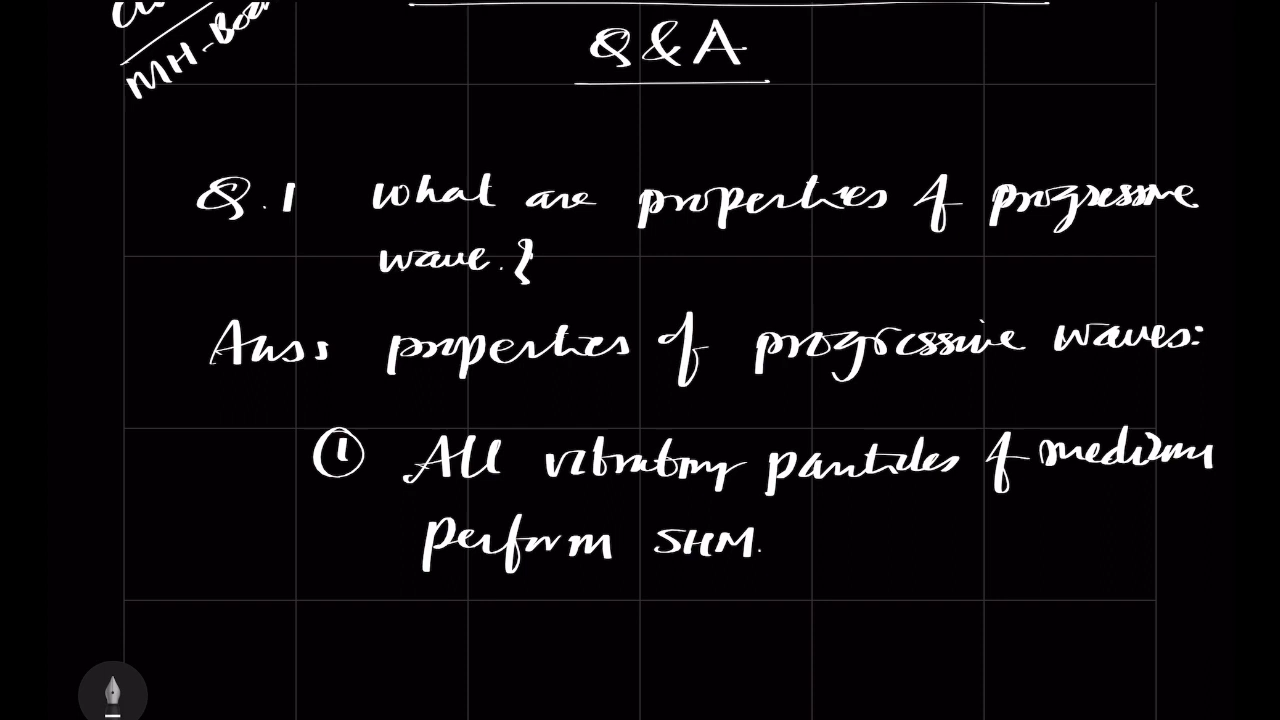 MH-Boa
Q&A
Q.1 What are properties of progressive
wave.?
Ans: properties of progressive waves:
① All vibrating particles of medium
perform SHM.